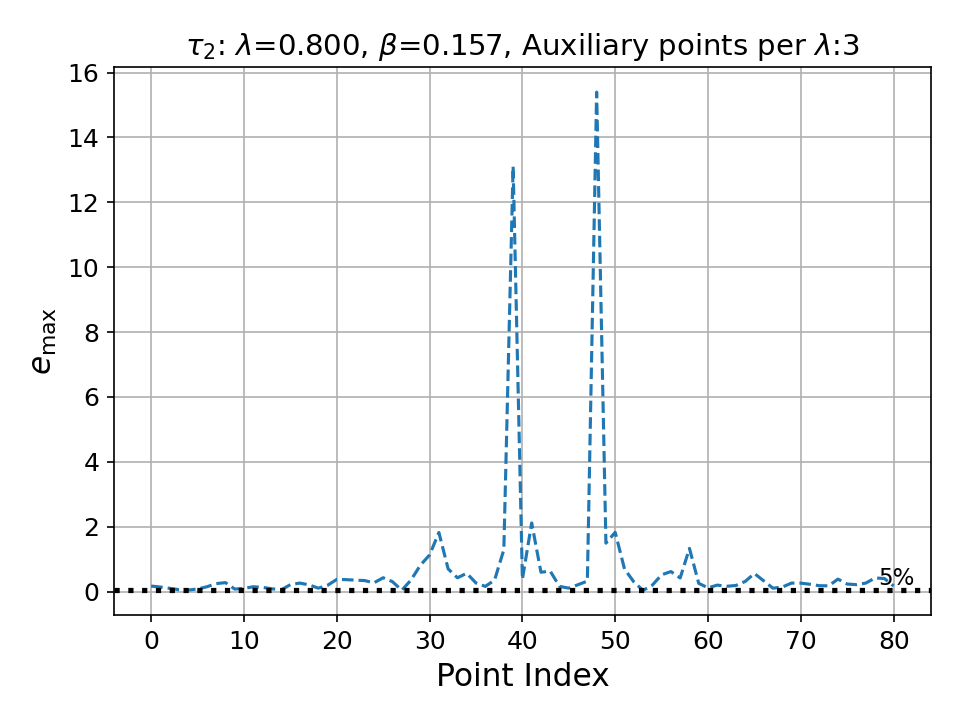 τ₂: λ=0.800, β=0.157, Auxiliary points per λ:3
e_max
16
14
12
10
8
6
4
2
0
5%
0 10 20 30 40 50 60 70 80
Point Index